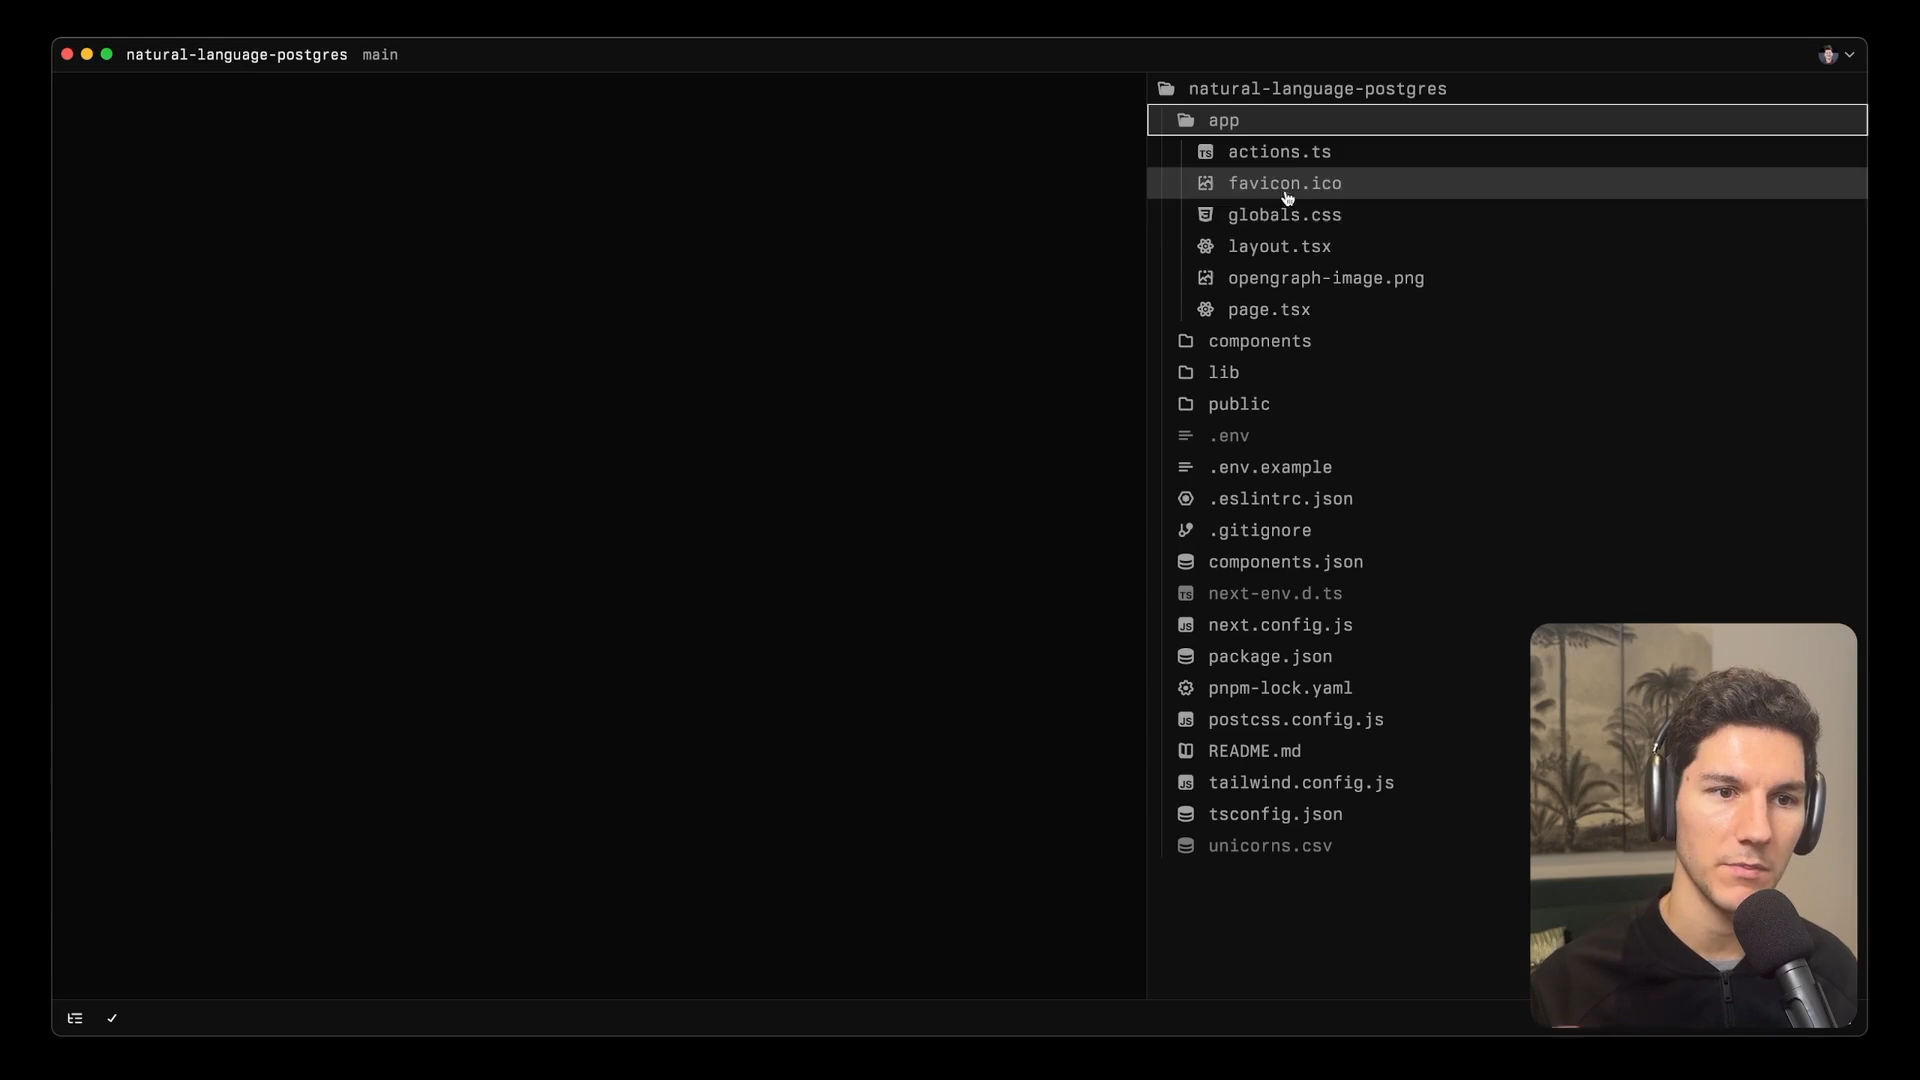 natural-language-postgres main
natural-language-postgres
app
actions.ts
favicon.ico
globals.css
layout.tsx
opengraph-image.png
page.tsx
components
lib
public
.env
.env.example
.eslintrc.json
.gitignore
components.json
next-env.d.ts
next.config.js
package.json
pnpm-lock.yaml
postcss.config.js
README.md
tailwind.config.js
tsconfig.json
unicorns.csv